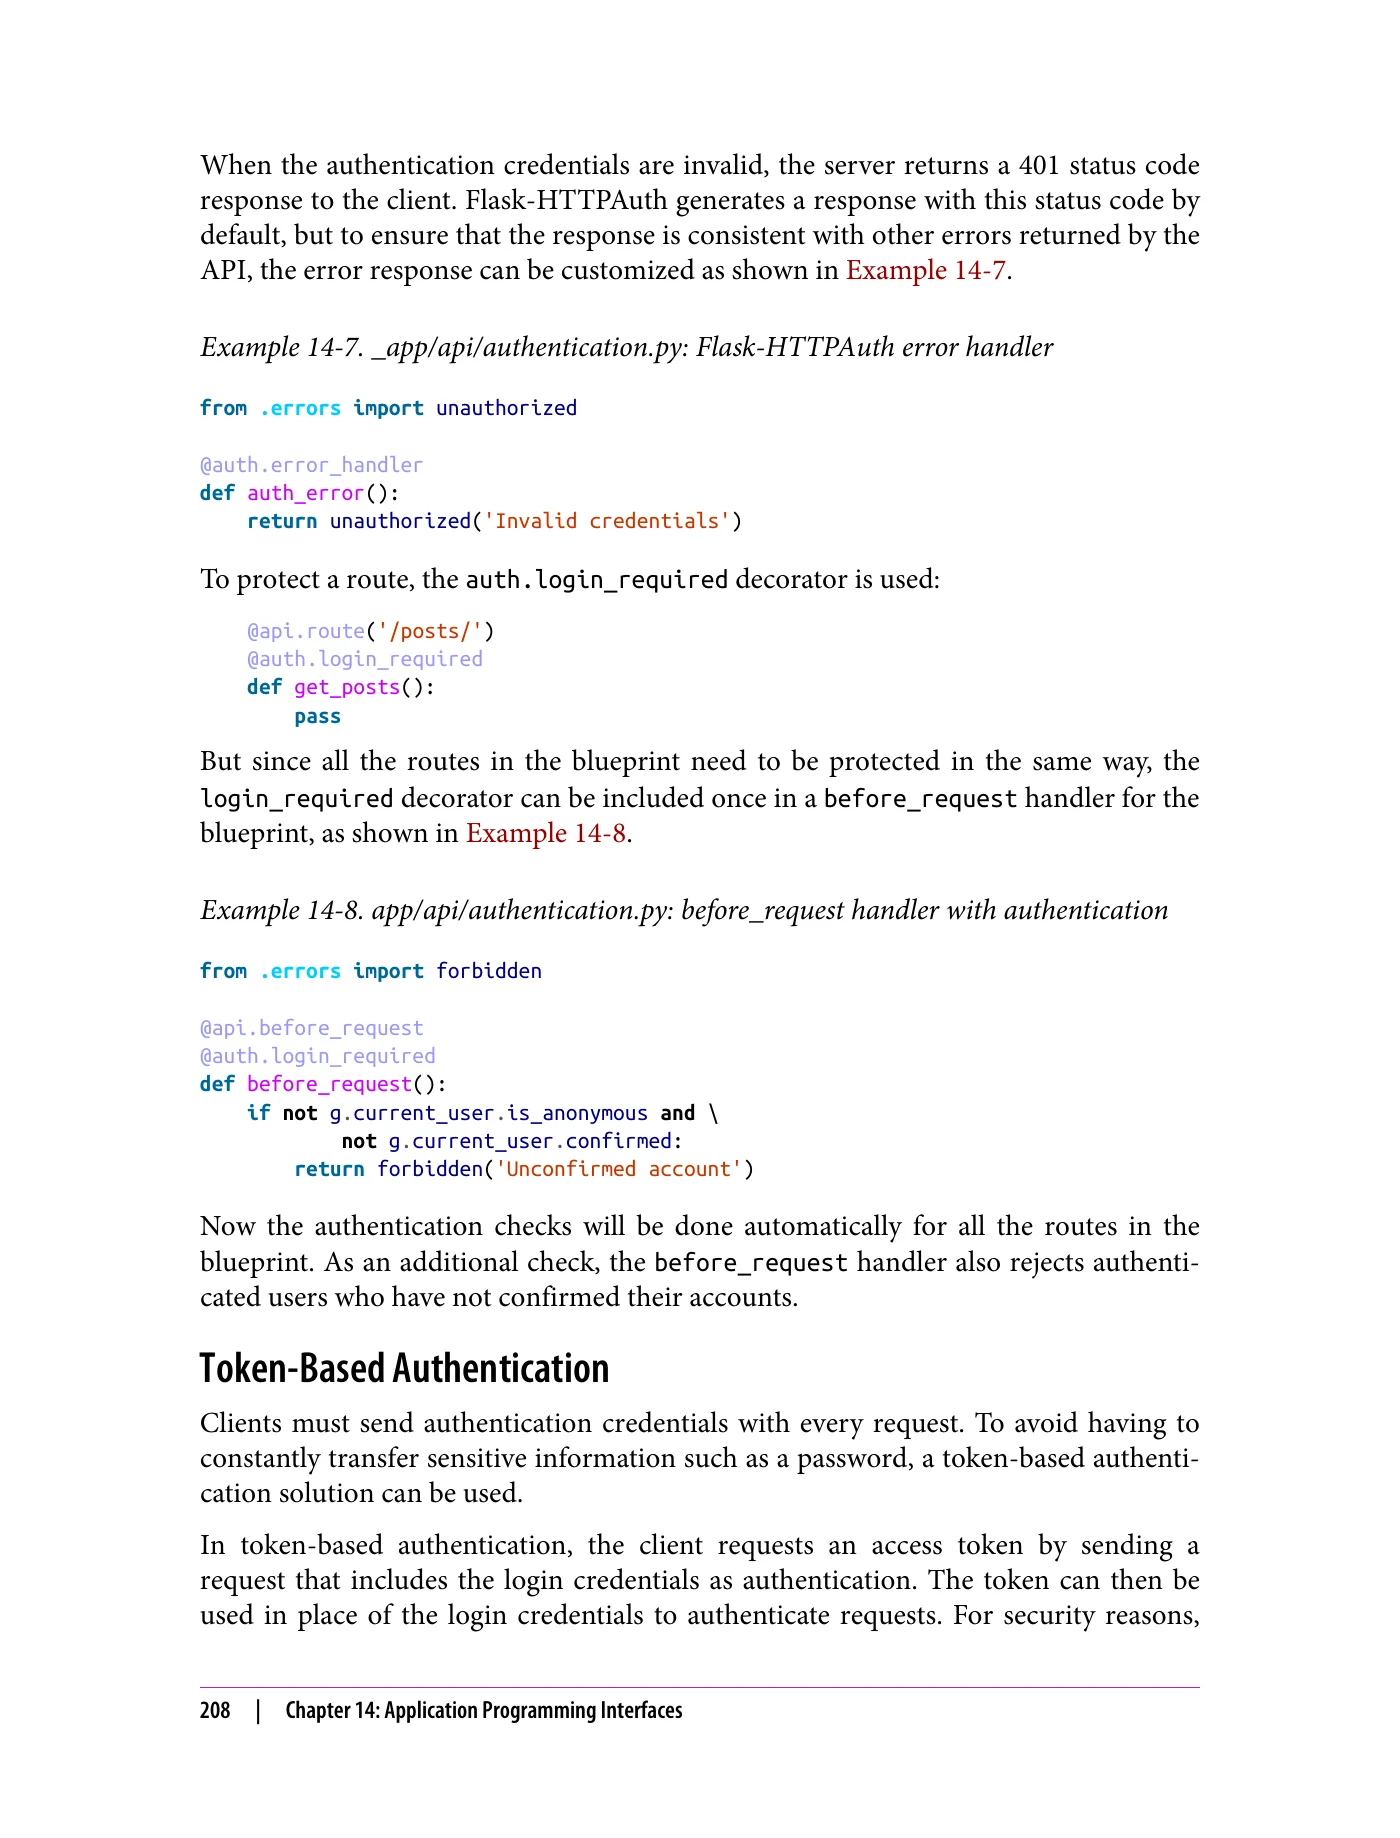 When the authentication credentials are invalid, the server returns a 401 status code
response to the client. Flask-HTTPAuth generates a response with this status code by
default, but to ensure that the response is consistent with other errors returned by the
API, the error response can be customized as shown in Example 14-7.
Example 14-7. _app/api/authentication.py: Flask-HTTPAuth error handler
from .errors import unauthorized
@auth.error_handler
def auth_error():
    return unauthorized('Invalid credentials')
To protect a route, the auth.login_required decorator is used:
    @api.route('/posts/')
    @auth.login_required
    def get_posts():
        pass
But since all the routes in the blueprint need to be protected in the same way, the
login_required decorator can be included once in a before_request handler for the
blueprint, as shown in Example 14-8.
Example 14-8. app/api/authentication.py: before_request handler with authentication
from .errors import forbidden
@api.before_request
@auth.login_required
def before_request():
    if not g.current_user.is_anonymous and \
            not g.current_user.confirmed:
        return forbidden('Unconfirmed account')
Now the authentication checks will be done automatically for all the routes in the
blueprint. As an additional check, the before_request handler also rejects authenti-
cated users who have not confirmed their accounts.
Token-Based Authentication
Clients must send authentication credentials with every request. To avoid having to
constantly transfer sensitive information such as a password, a token-based authenti-
cation solution can be used.
In token-based authentication, the client requests an access token by sending a
request that includes the login credentials as authentication. The token can then be
used in place of the login credentials to authenticate requests. For security reasons,
208 | Chapter 14: Application Programming Interfaces